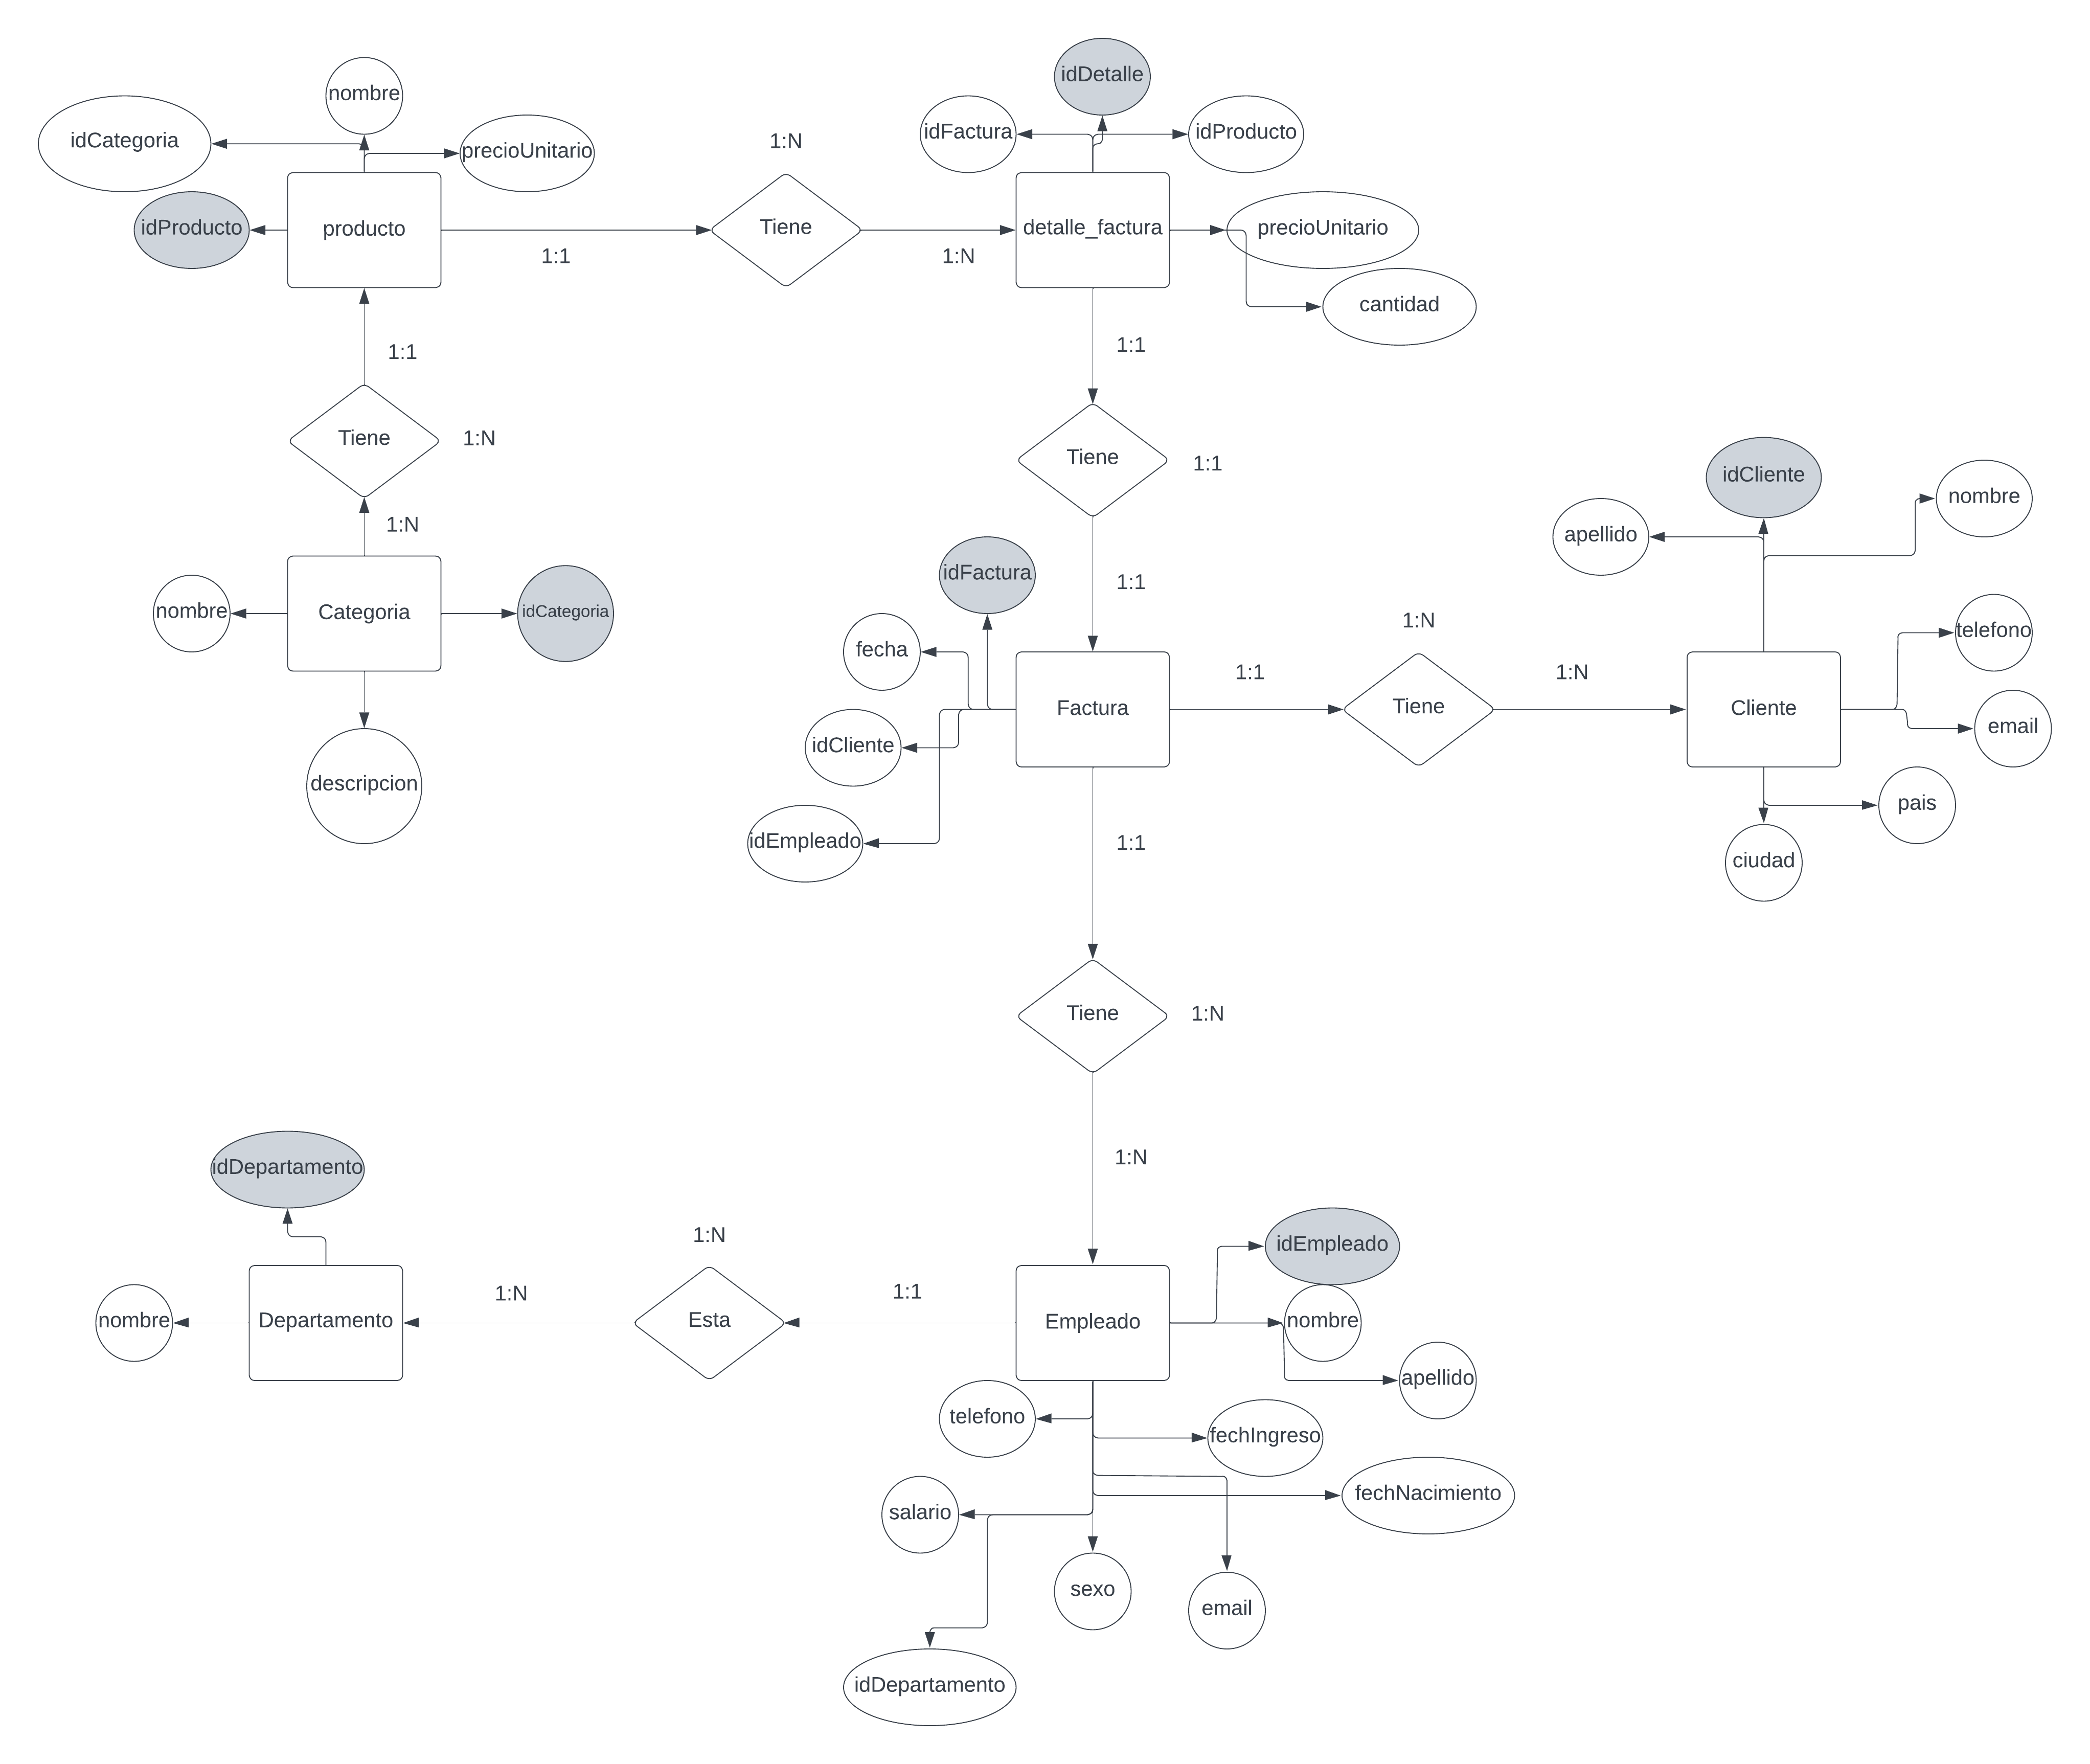 idDetalle
nombre
idCategoria
precioUnitario
1:N
idFactura
idProducto
idProducto
producto
Tiene
detalle_factura
precioUnitario
1:1
1:N
cantidad
1:1
1:1
Tiene
1:N
Tiene
1:1
idCliente
nombre
1:N
apellido
idFactura
1:1
nombre
Categoria
idCategoria
fecha
1:N
telefono
1:1
1:N
Factura
Tiene
Cliente
email
idCliente
descripcion
pais
idEmpleado
1:1
ciudad
Tiene
1:N
idDepartamento
1:N
1:N
idEmpleado
1:N
1:1
nombre
Departamento
Esta
Empleado
nombre
apellido
telefono
fechIngreso
salario
fechNacimiento
sexo
email
idDepartamento